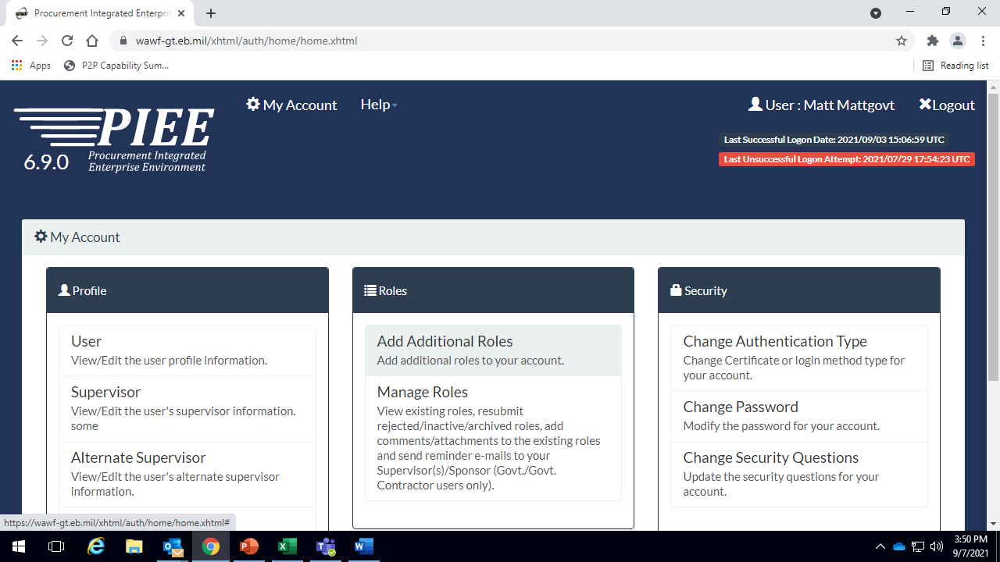 Procurement Integrated Enterpris
wawf-gt.eb.mil/xhtml/auth/home/home.xhtml
Apps
P2P Capability Sum...
Reading list
PIEE
6.9.0
Procurement Integrated
Enterprise Environment
My Account
Help
User : Matt Mattgovt
Logout
Last Successful Logon Date: 2021/09/03 15:06:59 UTC
Last Unsuccessful Logon Attempt: 2021/07/29 17:54:23 UTC
My Account
Profile
User
View/Edit the user profile information.
Supervisor
View/Edit the user's supervisor information.
some
Alternate Supervisor
View/Edit the user's alternate supervisor
information.
Roles
Add Additional Roles
Add additional roles to your account.
Manage Roles
View existing roles, resubmit
rejected/inactive/archived roles, add
comments/attachments to the existing roles
and send reminder e-mails to your
Supervisor(s)/Sponsor (Govt./Govt.
Contractor users only).
Security
Change Authentication Type
Change Certificate or login method type for
your account.
Change Password
Modify the password for your account.
Change Security Questions
Update the security questions for your
account.
https://wawf-gt.eb.mil/xhtml/auth/home/home.xhtml#
3:50 PM
9/7/2021